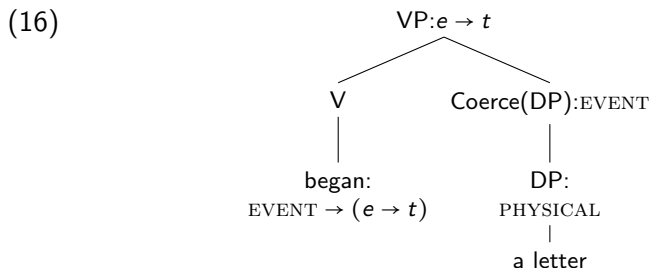 (16)
VP:e → t
V Coerce(DP):EVENT
began: DP:
EVENT → (e → t) PHYSICAL
a letter